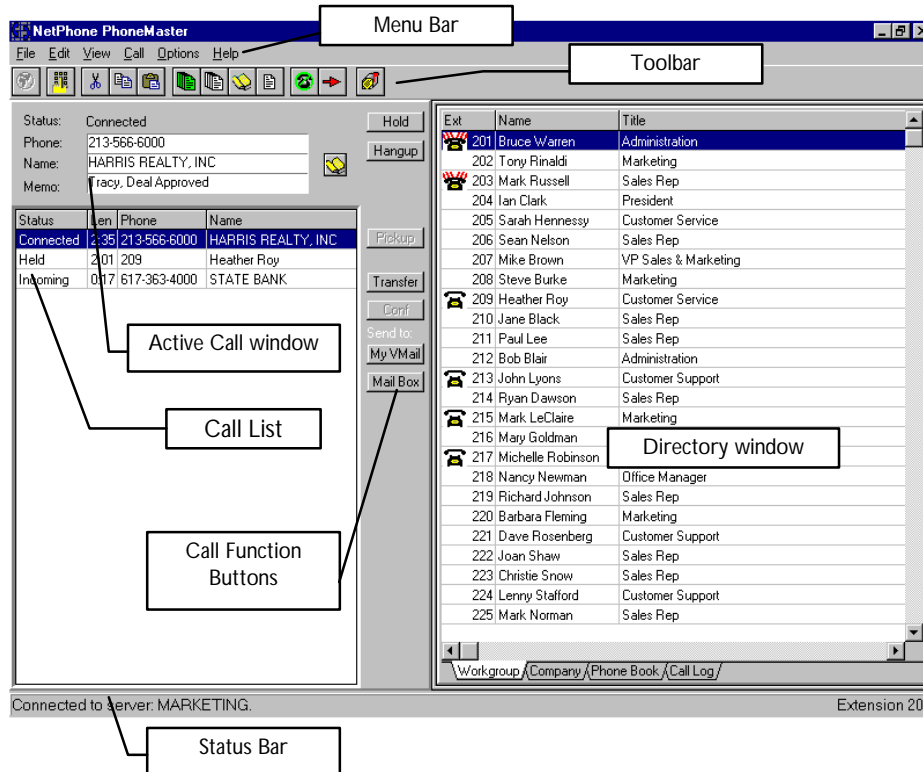 NetPhone PhoneMaster
Menu Bar
File Edit View Call Options Help
Toolbar
Status: Connected
Phone: 213-566-6000
Name: HARRIS REALTY, INC
Memo: Tracy, Deal Approved
Hold
Hangup
Status Len Phone Name
Connected 2:35 213-566-6000 HARRIS REALTY, INC
Held 2:01 209 Heather Roy
Incoming 0:17 617-363-4000 STATE BANK
Pickup
Transfer
Conf
Send to:
My VMail
Mail Box
Active Call window
Call List
Call Function
Buttons
Ext Name Title
201 Bruce Warren Administration
202 Tony Rinaldi Marketing
203 Mark Russell Sales Rep
204 Ian Clark President
205 Sarah Hennessy Customer Service
206 Sean Nelson Sales Rep
207 Mike Brown VP Sales & Marketing
208 Steve Burke Marketing
209 Heather Roy Customer Service
210 Jane Black Sales Rep
211 Paul Lee Sales Rep
212 Bob Blair Administration
213 John Lyons Customer Support
214 Ryan Dawson Sales Rep
215 Mark LeClaire Marketing
216 Mary Goldman
217 Michelle Robinson
Directory window
218 Nancy Newman Office Manager
219 Richard Johnson Sales Rep
220 Barbara Fleming Marketing
221 Dave Rosenberg Customer Support
222 Joan Shaw Sales Rep
223 Christie Snow Sales Rep
224 Lenny Stafford Customer Support
225 Mark Norman Sales Rep
Workgroup Company Phone Book Call Log
Connected to server: MARKETING.
Extension 20
Status Bar